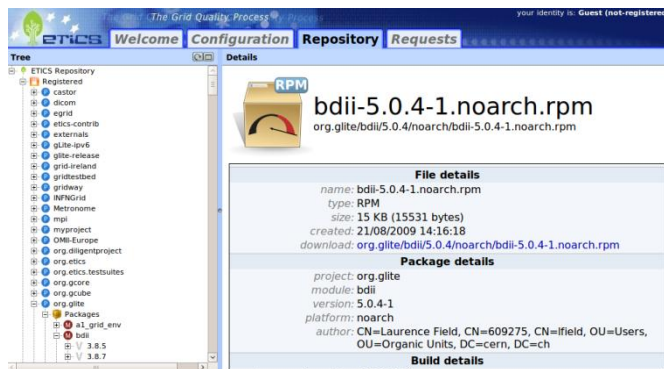 The Grid Quality Process
your identity is: Guest (not-registered
eTICS
Welcome
Configuration
Repository
Requests
Tree
Details
ETICS Repository
Registered
castor
dicom
egrid
etics-contrib
externals
gLite-ipv6
glite-release
grid-ireland
gridtestbed
gridway
INFNGrid
Metronome
mpi
myproject
OMII-Europe
org.diligentproject
org.etics
org.etics.testsuites
org.gcore
org.gcube
org.glite
Packages
a1_grid_env
bdii
3.8.5
3.8.7
RPM
bdii-5.0.4-1.noarch.rpm
org.glite/bdii/5.0.4/noarch/bdii-5.0.4-1.noarch.rpm
File details
name: bdii-5.0.4-1.noarch.rpm
type: RPM
size: 15 KB (15531 bytes)
created: 21/08/2009 14:16:18
download: org.glite/bdii/5.0.4/noarch/bdii-5.0.4-1.noarch.rpm
Package details
project: org.glite
module: bdii
version: 5.0.4-1
platform: noarch
author: CN=Laurence Field, CN=609275, CN=lfield, OU=Users,
OU=Organic Units, DC=cern, DC=ch
Build details